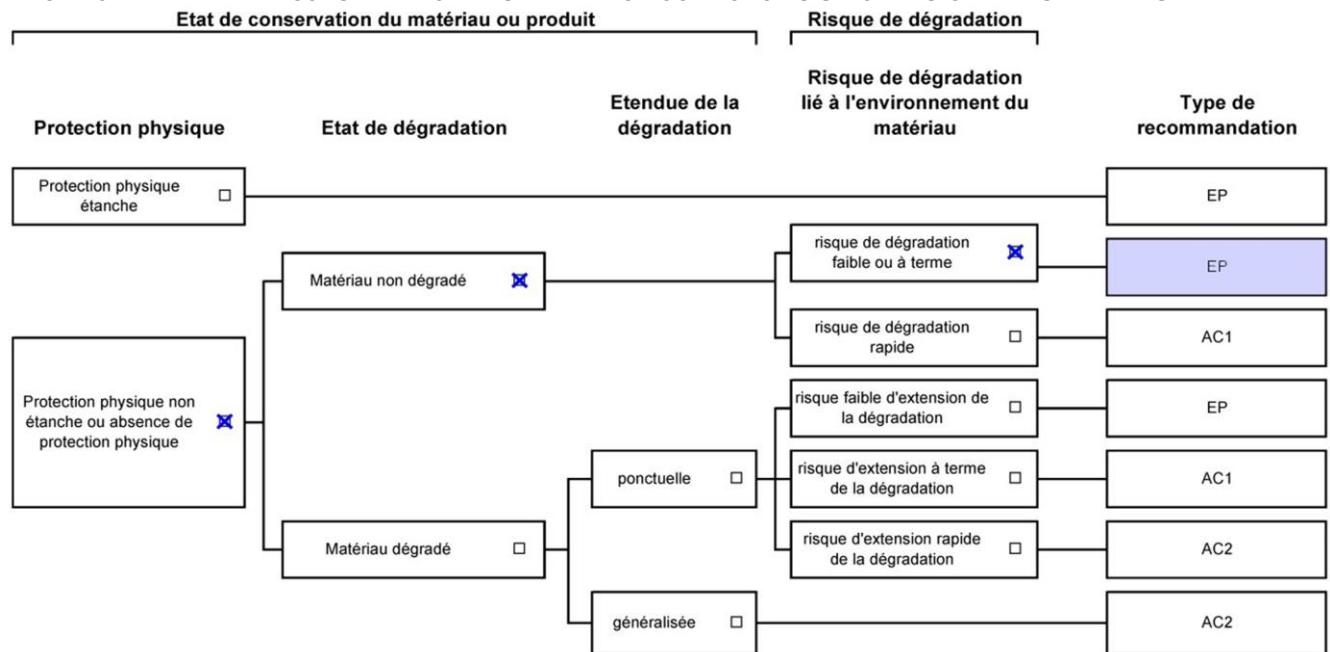 Etat de conservation du matériau ou produit
Risque de dégradation
Protection physique
Etat de dégradation
Etendue de la
dégradation
Risque de dégradation
lié à l'environnement du
matériau
Type de
recommandation
Protection physique
étanche
EP
risque de dégradation
faible ou à terme
EP
Matériau non dégradé
risque de dégradation
rapide
AC1
Protection physique non
étanche ou absence de
protection physique
risque faible d'extension de
la dégradation
EP
ponctuelle
risque d'extension à terme
de la dégradation
AC1
Matériau dégradé
risque d'extension rapide
de la dégradation
AC2
généralisée
AC2